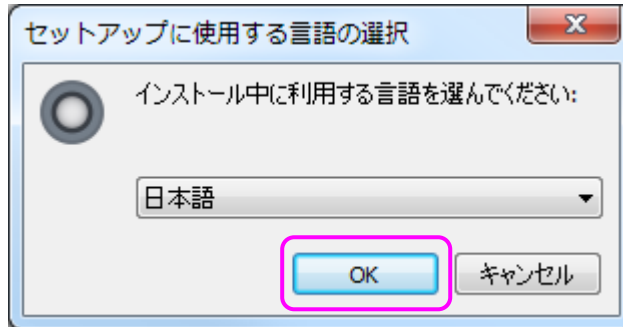 セットアップに使用する言語の選択
インストール中に利用する言語を選んでください:
日本語
OK
キャンセル